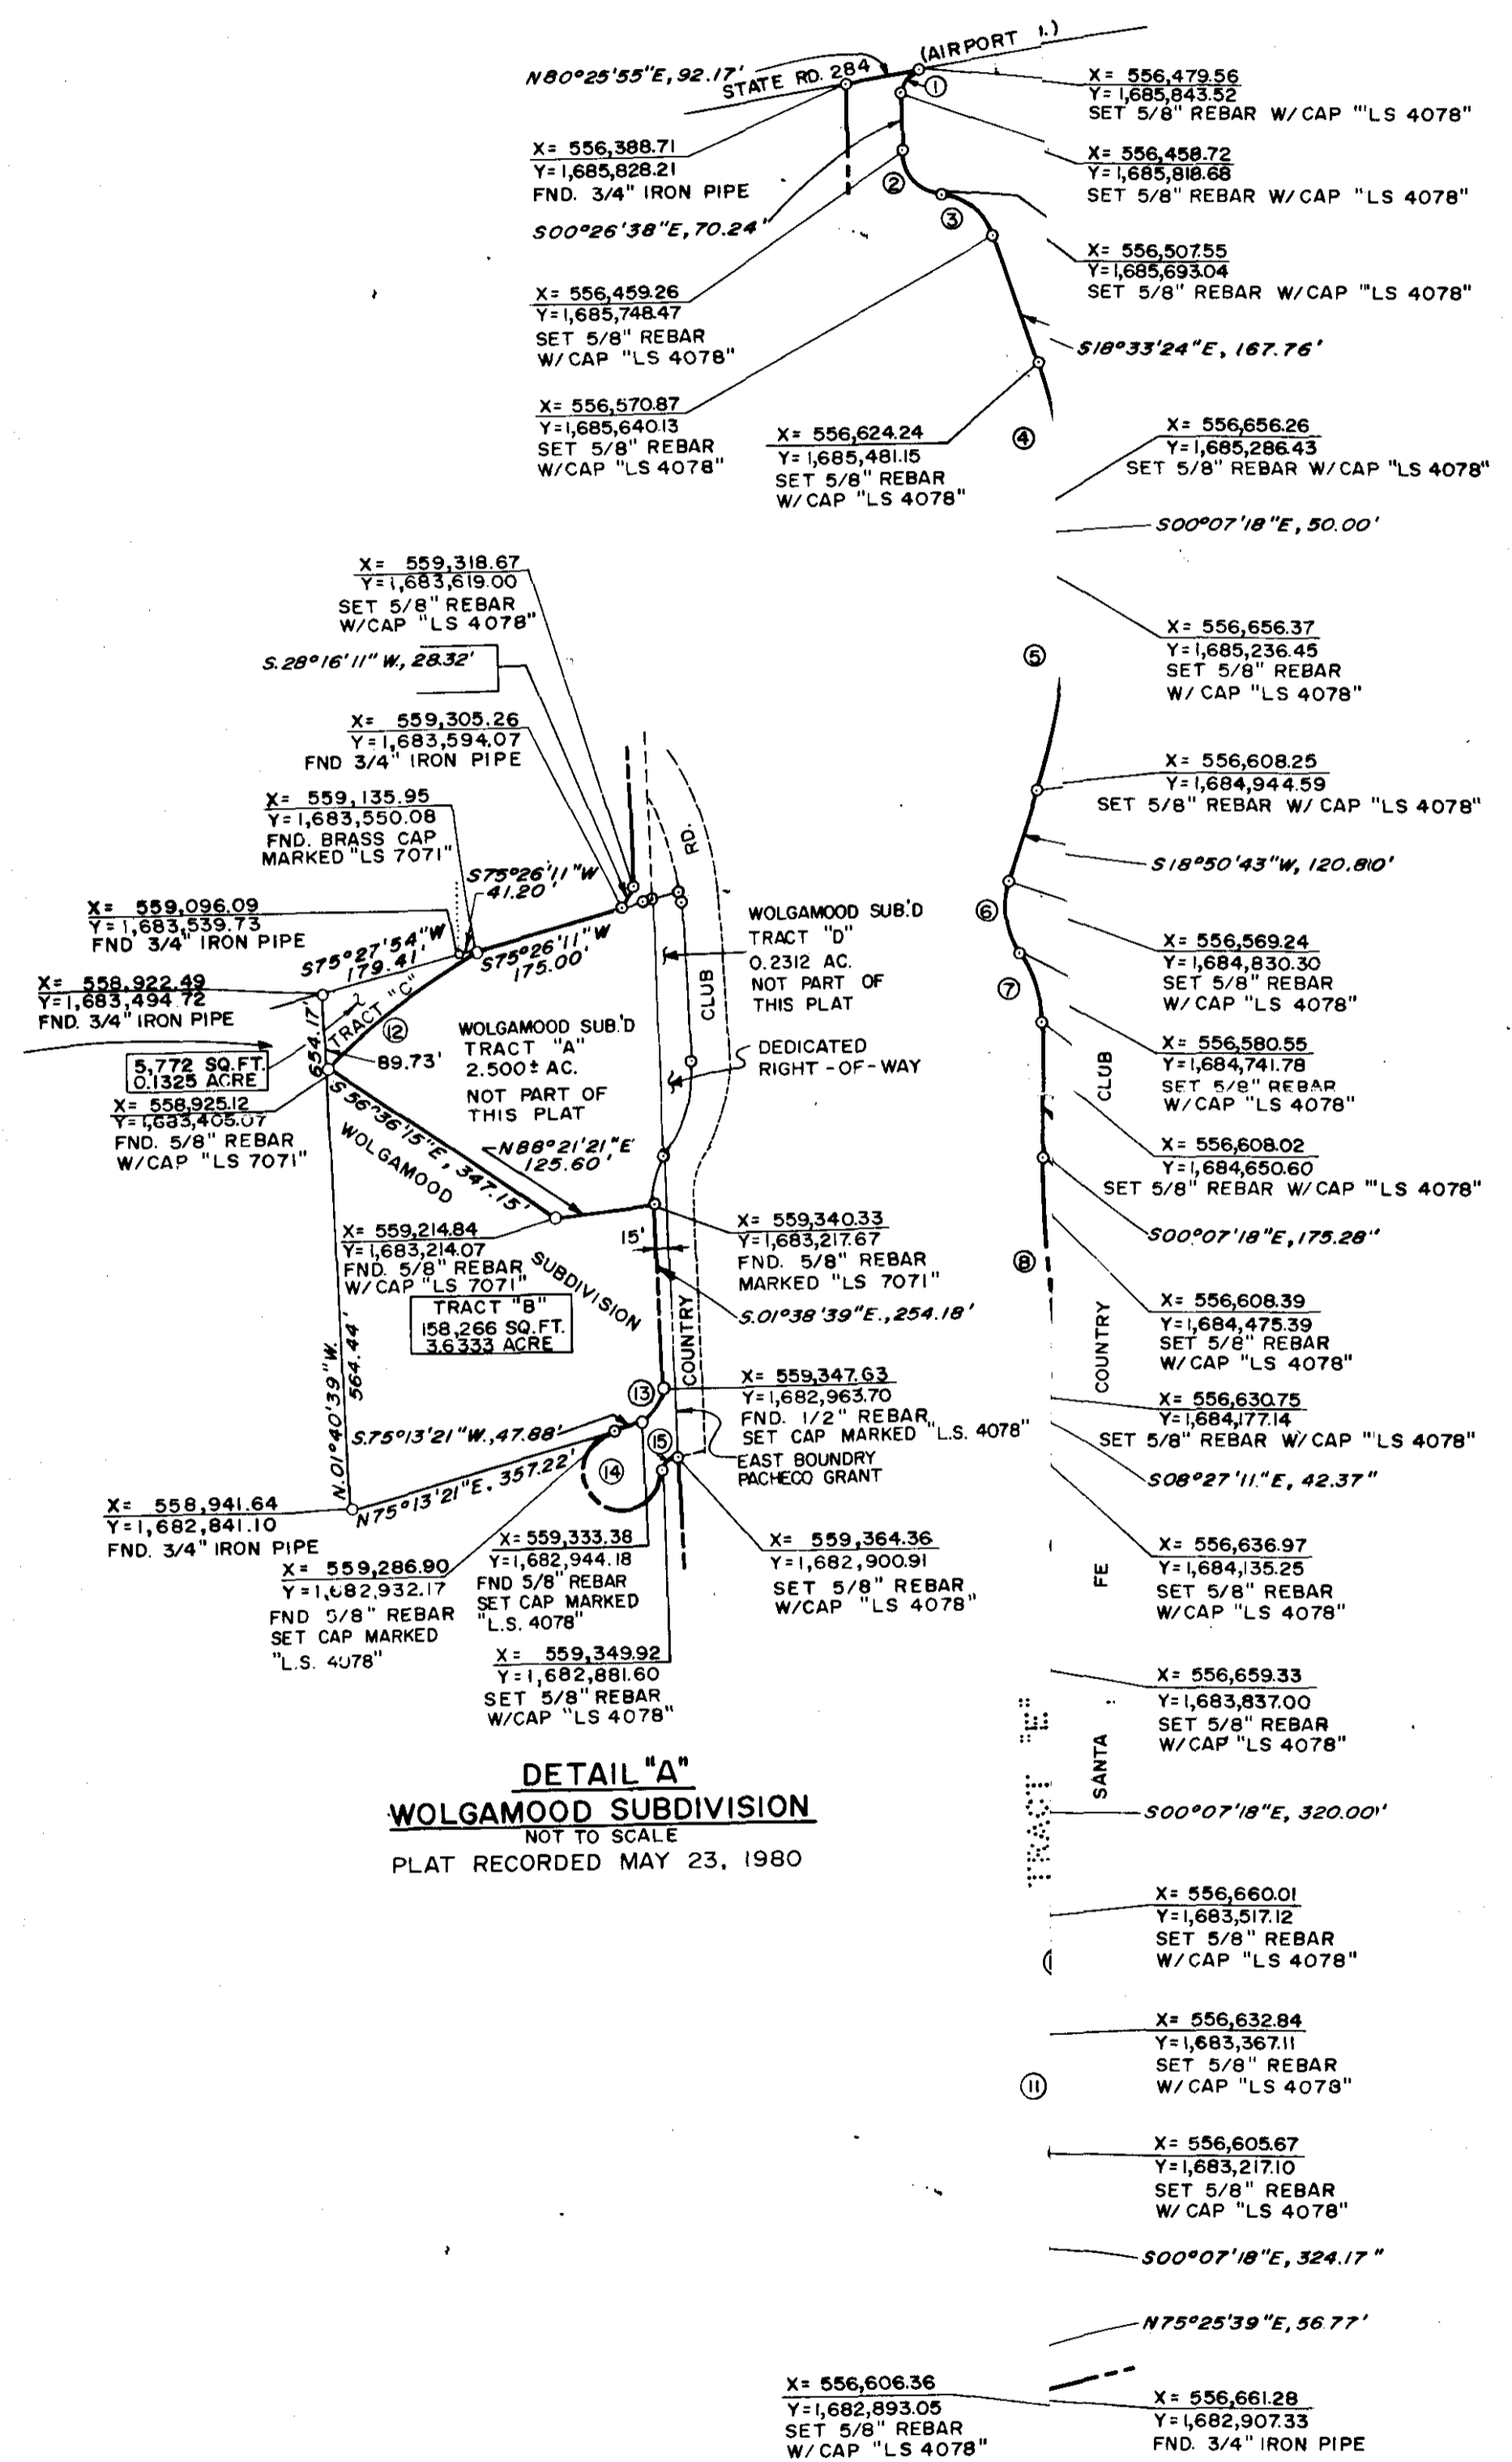 (AIRPORT
N80°25'55"E, 92.17'
STATE RD. 284
①
X= 556,479.56
Y=1,685,843.52
SET 5/8" REBAR W/ CAP "LS 4078"
X= 556,388.71
Y=1,685,828.21
FND. 3/4" IRON PIPE
X= 556,458.72
Y=1,685,818.68
SET 5/8" REBAR W/ CAP "LS 4078"
②
③
S00°26'38"E, 70.24'
X= 556,507.55
Y=1,685,693.04
SET 5/8" REBAR W/ CAP "LS 4078"
X= 556,459.26
Y=1,685,748.47
SET 5/8" REBAR
W/CAP "LS 4078"
S18°33'24"E, 167.76'
X= 556,570.87
Y=1,685,640.13
SET 5/8" REBAR
W/CAP "LS 4078"
X= 556,624.24
Y=1,685,481.15
SET 5/8" REBAR
W/CAP "LS 4078"
④
X= 556,656.26
Y=1,685,286.43
SET 5/8" REBAR W/CAP "LS 4078"
S00°07'18"E, 50.00'
X= 559,318.67
Y=1,683,619.00
SET 5/8" REBAR
W/CAP "LS 4078"
S.28°16'11"W., 28.32'
X= 556,656.37
Y=1,685,236.45
SET 5/8" REBAR
W/ CAP "LS 4078"
⑤
X= 559,305.26
Y=1,683,594.07
FND 3/4" IRON PIPE
X= 556,608.25
Y=1,684,944.59
SET 5/8" REBAR W/ CAP "LS 4078"
X= 559,135.95
Y=1,683,550.08
FND. BRASS CAP
MARKED "LS 7071"
S18°50'43"W, 120.80'
S75°26'11"W
41.20'
X= 559,096.09
Y=1,683,539.73
FND 3/4" IRON PIPE
RD.
CLUB
S75°27'54"W
179.41'
S75°26'11"W
175.00'
WOLGAMOOD SUB.'D
TRACT "D"
0.2312 AC.
NOT PART OF
THIS PLAT
⑥
X= 556,569.24
Y=1,684,830.30
SET 5/8" REBAR
W/ CAP "LS 4078"
X= 558,922.49
Y=1,683,494.72
FND. 3/4" IRON PIPE
⑦
TRACT "C"
⑫
654.17'
89.73'
5,772 SQ.FT.
0.1325 ACRE
WOLGAMOOD SUB.'D
TRACT "A"
2.500± AC.
NOT PART OF
THIS PLAT
DEDICATED
RIGHT-OF-WAY
X= 556,580.55
Y=1,684,741.78
SET 5/8" REBAR
W/ CAP "LS 4078"
CLUB
X= 558,925.12
Y=1,683,405.07
FND. 5/8" REBAR
W/CAP "LS 7071"
S 56°36'15"E, 347.15'
WOLGAMOOD
SUBDIVISION
N88°21'21"E
125.60'
X= 556,608.02
Y=1,684,650.60
SET 5/8" REBAR W/ CAP "LS 4078"
X= 559,214.84
Y=1,683,214.07
FND. 5/8" REBAR
W/CAP "LS 7071"
15'
X= 559,340.33
Y=1,683,217.67
FND. 5/8" REBAR
MARKED "LS 7071"
S00°07'18"E, 175.28"
⑧
TRACT "B"
158,266 SQ.FT.
3.6333 ACRE
S.01°38'39"E., 254.18'
X= 556,608.39
Y=1,684,475.39
SET 5/8" REBAR
W/CAP "LS 4078"
COUNTRY
COUNTRY
N.01°40'39"W.
564.44'
⑬
X= 559,347.63
Y=1,682,963.70
FND. 1/2" REBAR
SET CAP MARKED "L.S. 4078"
X= 556,630.75
Y=1,684,177.14
SET 5/8" REBAR W/ CAP "LS 4078"
S.75°13'21"W., 47.88'
⑮
⑭
EAST BOUNDRY
PACHECO GRANT
S08°27'11."E, 42.37"
N75°13'21"E, 357.22'
X= 558,941.64
Y=1,682,841.10
FND. 3/4" IRON PIPE
X= 559,333.38
Y=1,682,944.18
FND 5/8" REBAR
SET CAP MARKED
"L.S. 4078"
X= 559,364.36
Y=1,682,900.91
SET 5/8" REBAR
W/CAP "LS 4078"
X= 556,636.97
Y=1,684,135.25
SET 5/8" REBAR
W/CAP "LS 4078"
FE
X= 559,286.90
Y=1,682,932.17
FND 5/8" REBAR
SET CAP MARKED
"L.S. 4078"
X= 559,349.92
Y=1,682,881.60
SET 5/8" REBAR
W/CAP "LS 4078"
X= 556,659.33
Y=1,683,837.00
SET 5/8" REBAR
W/CAP "LS 4078"
SANTA
TRACT "E"
DETAIL "A"
WOLGAMOOD SUBDIVISION
NOT TO SCALE
PLAT RECORDED MAY 23, 1980
S00°07'18"E, 320.00'
X= 556,660.01
Y=1,683,517.12
SET 5/8" REBAR
W/CAP "LS 4078"
X= 556,632.84
Y=1,683,367.11
SET 5/8" REBAR
W/CAP "LS 4078"
⑪
X= 556,605.67
Y=1,683,217.10
SET 5/8" REBAR
W/ CAP "LS 4078"
S00°07'18"E, 324.17"
N75°25'39"E, 56.77'
X= 556,606.36
Y=1,682,893.05
SET 5/8" REBAR
W/ CAP "LS 4078"
X= 556,661.28
Y=1,682,907.33
FND. 3/4" IRON PIPE